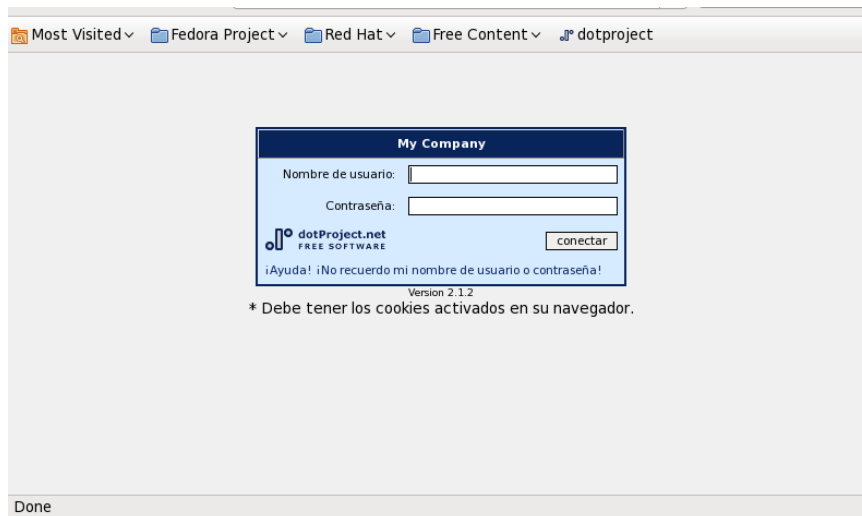 Most Visited Fedora Project Red Hat Free Content dotproject
My Company
Nombre de usuario:
Contraseña:
dotProject.net
FREE SOFTWARE
conectar
¡Ayuda! ¡No recuerdo mi nombre de usuario o contraseña!
Version 2.1.2
* Debe tener los cookies activados en su navegador.
Done